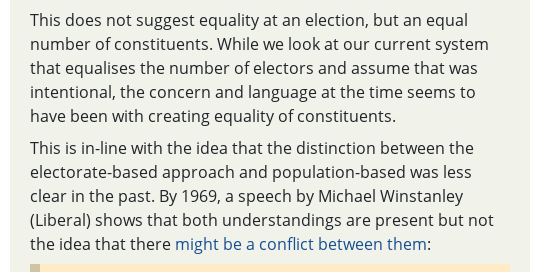 This does not suggest equality at an election, but an equal
number of constituents. While we look at our current system
that equalises the number of electors and assume that was
intentional, the concern and language at the time seems to
have been with creating equality of constituents.
This is in-line with the idea that the distinction between the
electorate-based approach and population-based was less
clear in the past. By 1969, a speech by Michael Winstanley
(Liberal) shows that both understandings are present but not
the idea that there might be a conflict between them: